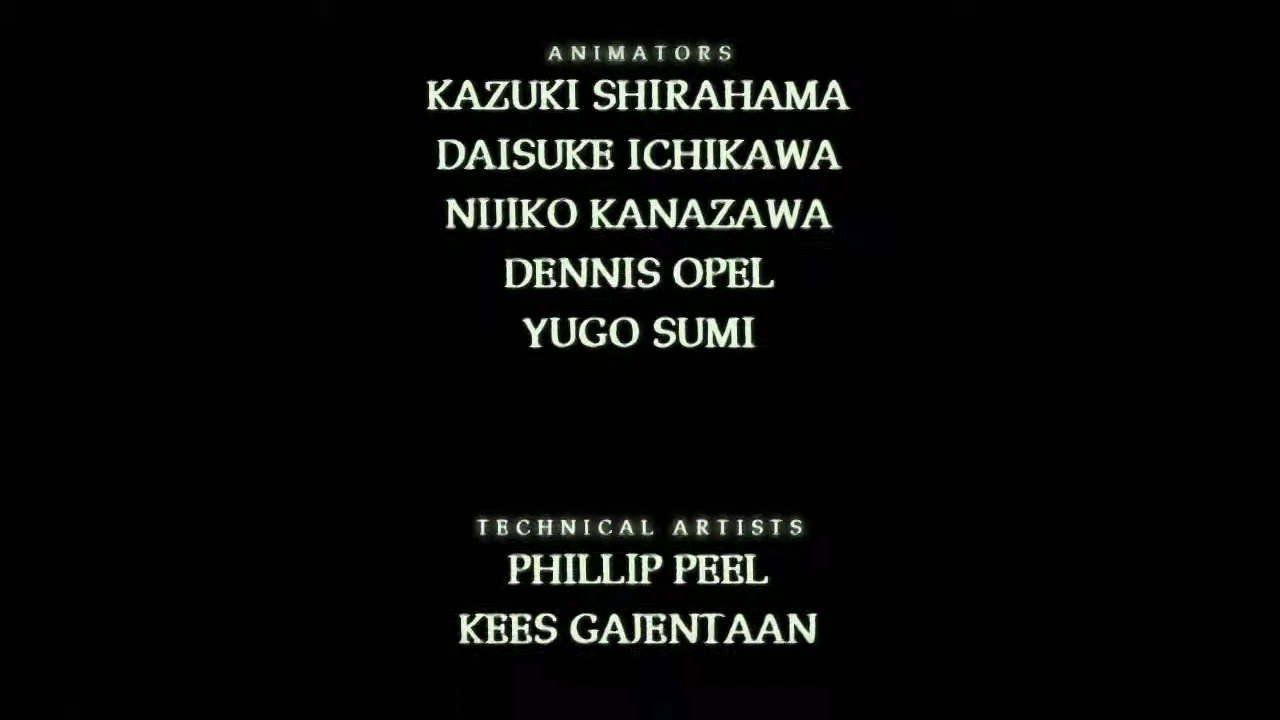 ANIMATORS
KAZUKI SHIRAHAMA
DAISUKE ICHIKAWA
NIJIKO KANAZAWA
DENNIS OPEL
YUGO SUMI
TECHNICAL ARTISTS
PHILLIP PEEL
KEES GAJENTAAN